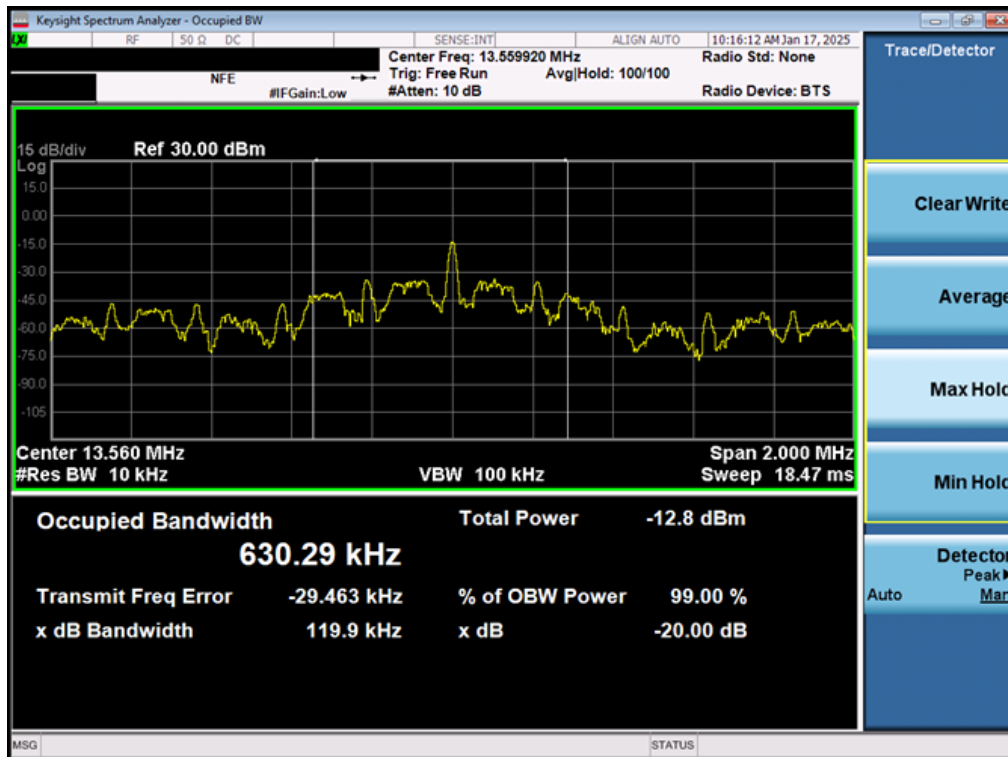 Keysight Spectrum Analyzer - Occupied BW
LXI RF 50 Ω DC SENSE:INT ALIGN AUTO 10:16:12 AM Jan 17, 2025
Center Freq: 13.559920 MHz Radio Std: None
NFE Trig: Free Run Avg|Hold: 100/100
#IFGain:Low #Atten: 10 dB Radio Device: BTS
Trace/Detector
15 dB/div Ref 30.00 dBm
Log
15.0
0.00
-15.0
-30.0
-45.0
-60.0
-75.0
-90.0
-105
Center 13.560 MHz Span 2.000 MHz
#Res BW 10 kHz VBW 100 kHz Sweep 18.47 ms
Occupied Bandwidth Total Power -12.8 dBm
630.29 kHz
Transmit Freq Error -29.463 kHz % of OBW Power 99.00 %
x dB Bandwidth 119.9 kHz x dB -20.00 dB
Clear Write
Average
Max Hold
Min Hold
Detector
Peak
Auto Man
MSG STATUS